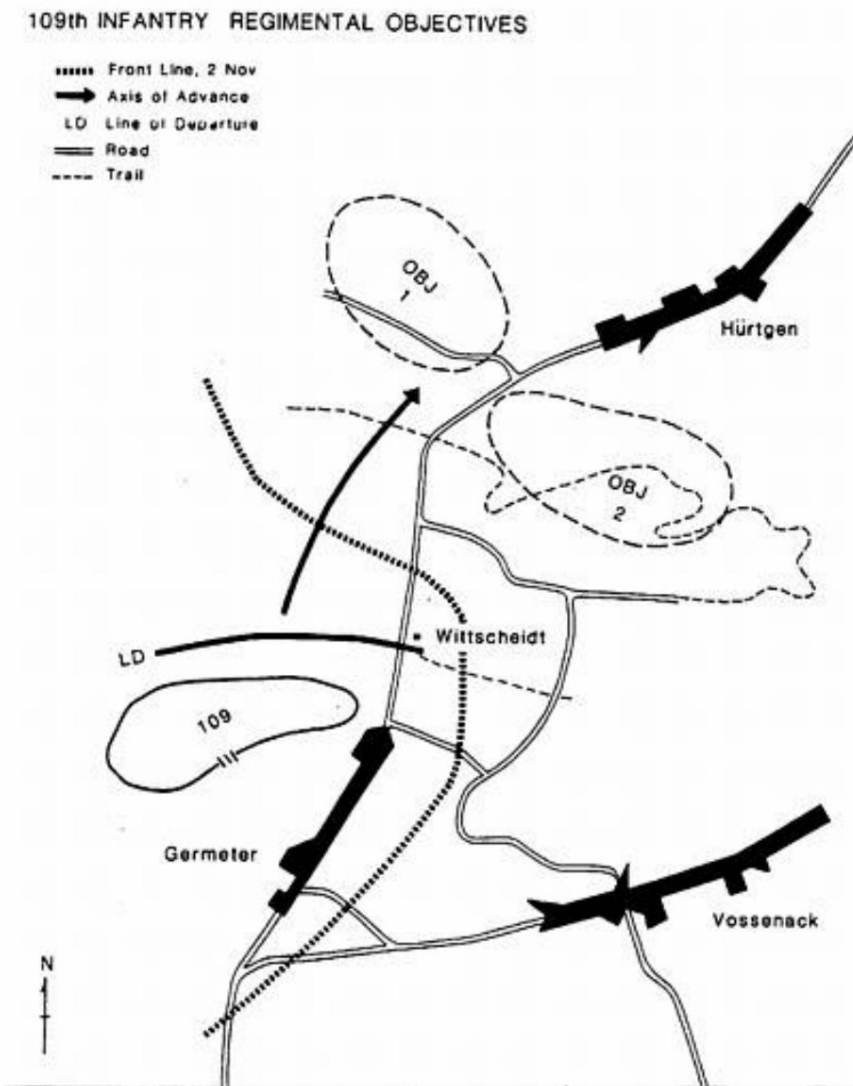 109th INFANTRY REGIMENTAL OBJECTIVES
Front Line, 2 Nov
Axis of Advance
LD Line of Departure
Road
Trail
OBJ
1
Hürtgen
OBJ
2
Wittscheidt
LD
109
Germeter
Vossenack
N